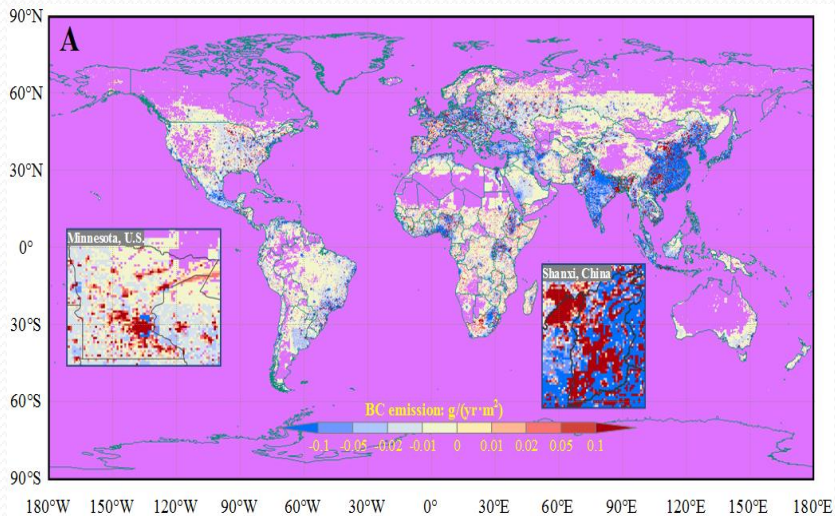 90°N
A
60°N
30°N
0°
30°S
60°S
90°S
Minnesota, U.S.
Shanxi, China
BC emission: g/(yr·m²)
-0.1 -0.05 -0.02 -0.01 0 0.01 0.02 0.05 0.1
180°W 150°W 120°W 90°W 60°W 30°W 0° 30°E 60°E 90°E 120°E 150°E 180°E